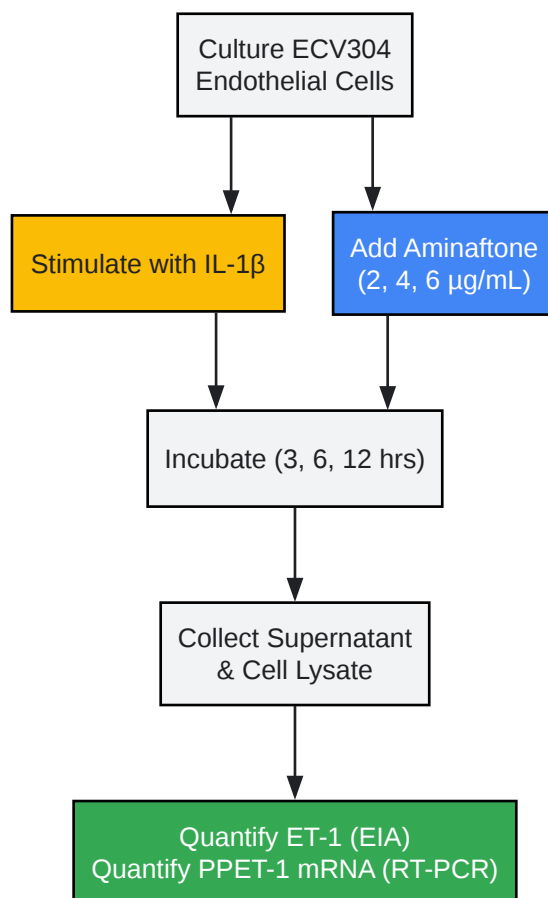 Culture ECV304
Endothelial Cells
Stimulate with IL-1β
Add Aminaftone
(2, 4, 6 µg/mL)
Incubate (3, 6, 12 hrs)
Collect Supernatant
& Cell Lysate
Quantify ET-1 (EIA)
Quantify PPET-1 mRNA (RT-PCR)